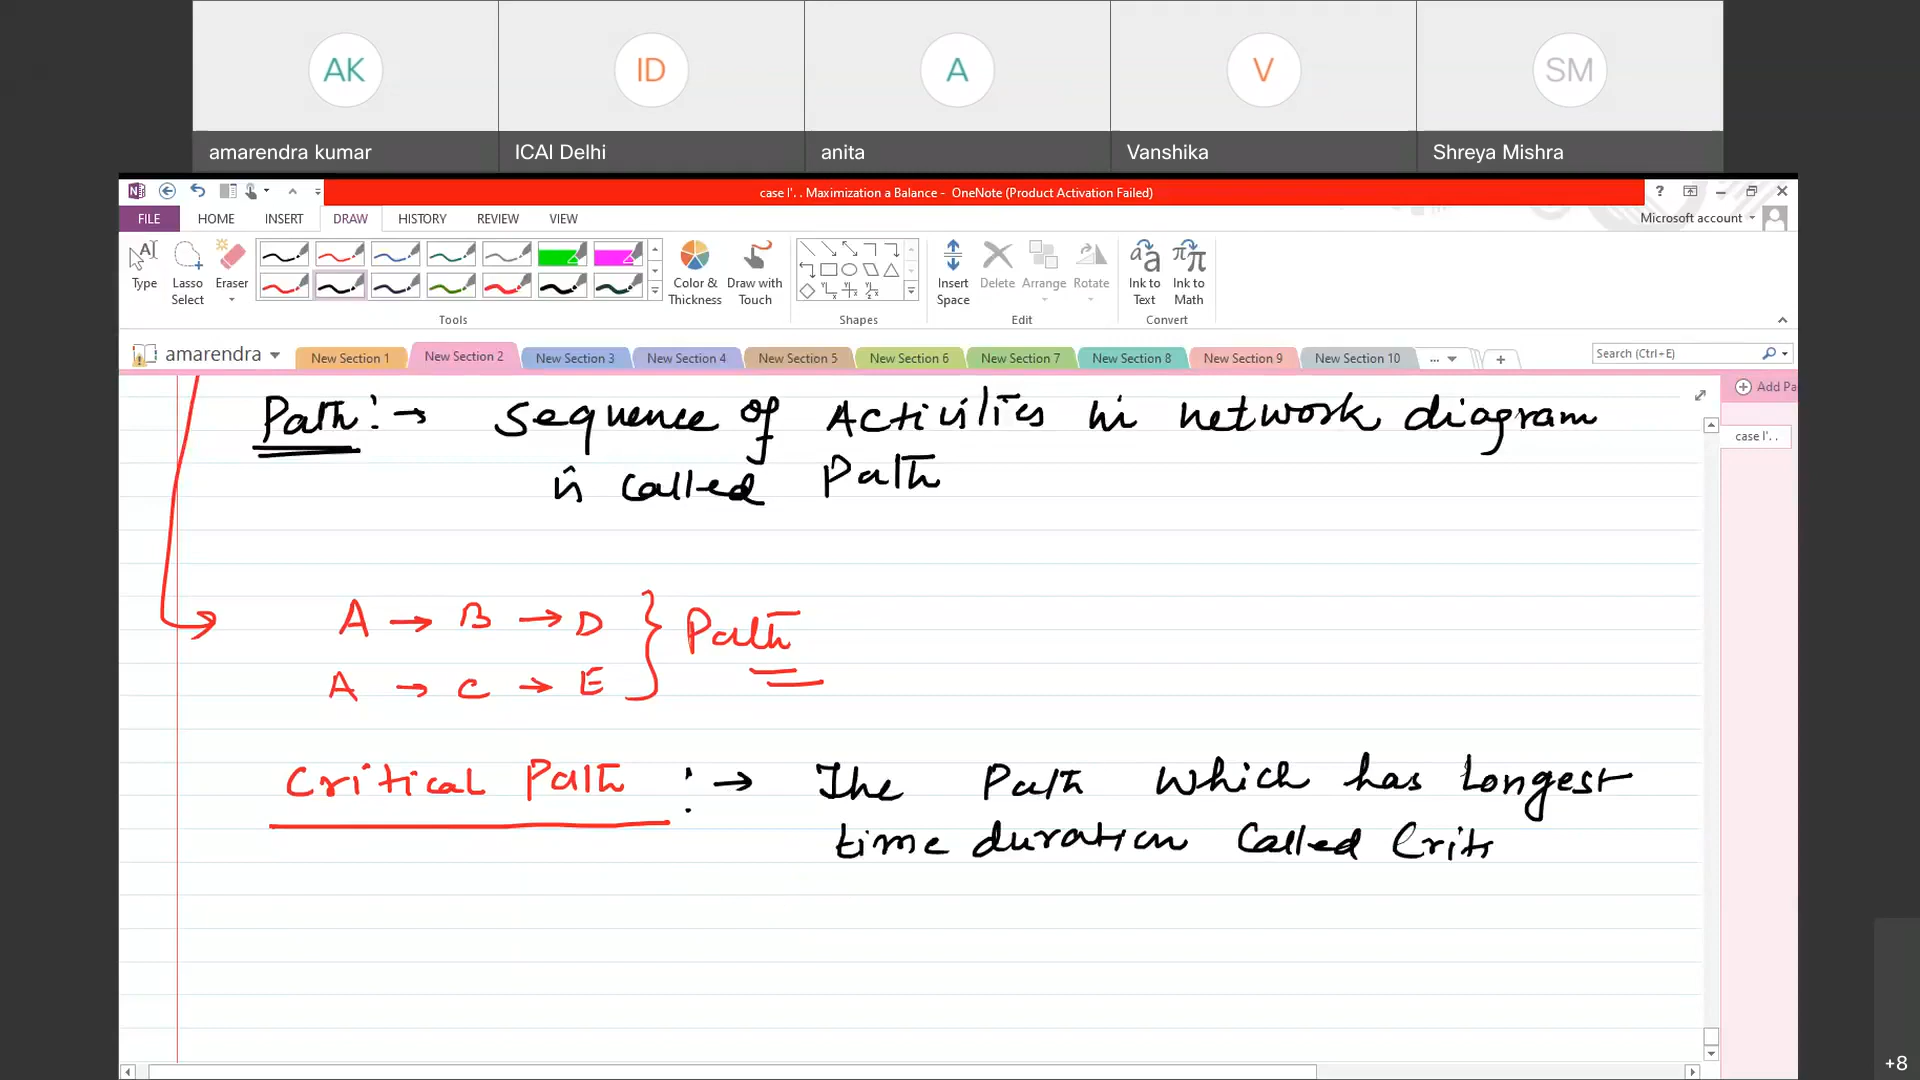 AK ID A V SM
amarendra kumar ICAI Delhi anita Vanshika Shreya Mishra
case I'. . Maximization a Balance - OneNote (Product Activation Failed) ?
FILE HOME INSERT DRAW HISTORY REVIEW VIEW Microsoft account
Type Lasso Select Eraser Color & Thickness Draw with Touch Insert Space Delete Arrange Rotate Ink to Text Ink to Math
Tools Shapes Edit Convert
amarendra New Section 1 New Section 2 New Section 3 New Section 4 New Section 5 New Section 6 New Section 7 New Section 8 New Section 9 New Section 10 ... + Search (Ctrl+E)
Add Pa
case I'. .
Path :→ Sequence of Activities in network diagram
is called Path
A → B → D } Path
A → C → E
Critical Path :→ The Path which has longest
time duration called Crit
+8